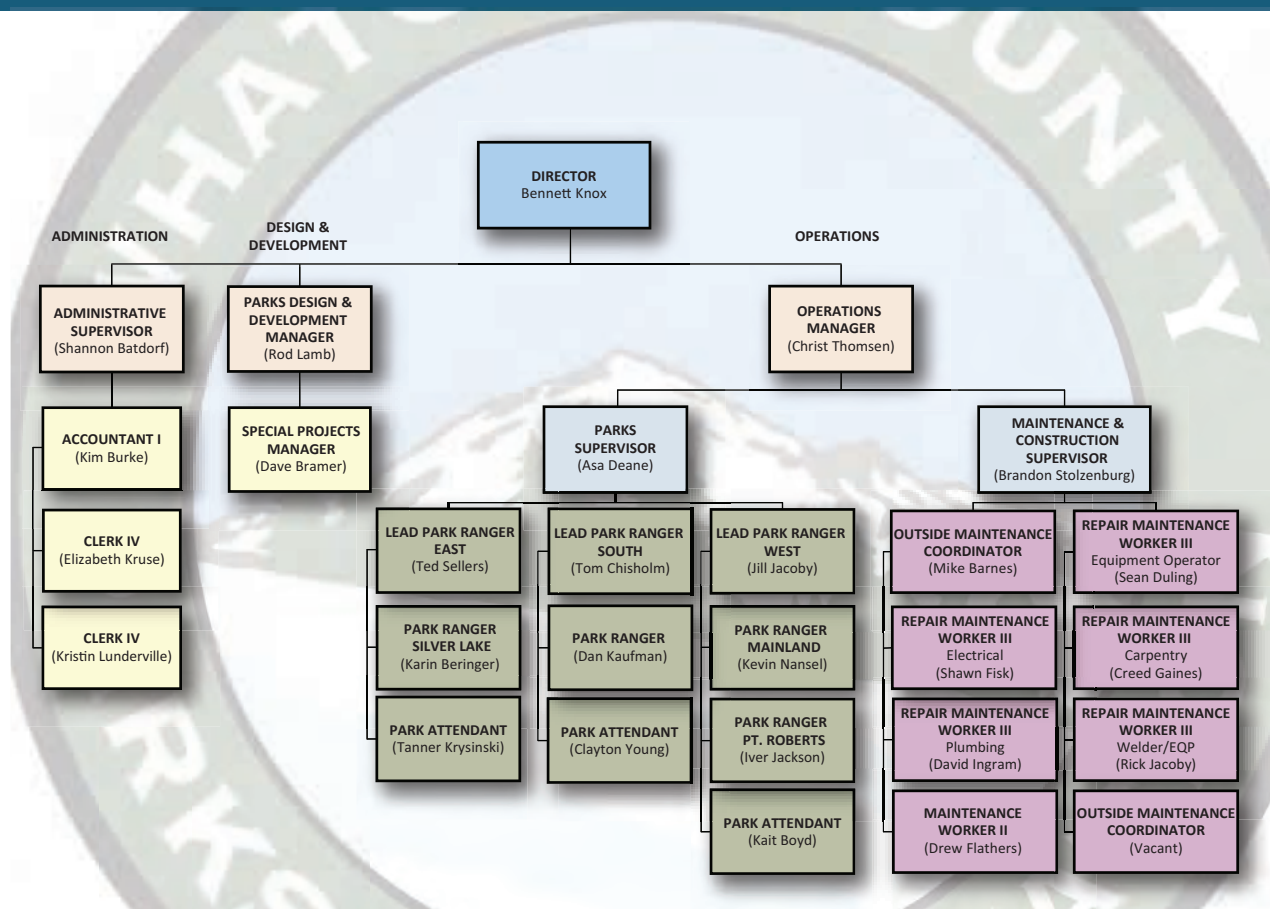 WHATCOM COUNTY
PARKS
DIRECTOR
Bennett Knox
ADMINISTRATION
DESIGN &
DEVELOPMENT
OPERATIONS
ADMINISTRATIVE
SUPERVISOR
(Shannon Batdorf)
PARKS DESIGN &
DEVELOPMENT
MANAGER
(Rod Lamb)
OPERATIONS
MANAGER
(Christ Thomsen)
ACCOUNTANT I
(Kim Burke)
SPECIAL PROJECTS
MANAGER
(Dave Bramer)
PARKS
SUPERVISOR
(Asa Deane)
MAINTENANCE &
CONSTRUCTION
SUPERVISOR
(Brandon Stolzenburg)
CLERK IV
(Elizabeth Kruse)
CLERK IV
(Kristin Lunderville)
LEAD PARK RANGER
EAST
(Ted Sellers)
PARK RANGER
SILVER LAKE
(Karin Beringer)
PARK ATTENDANT
(Tanner Krysinski)
LEAD PARK RANGER
SOUTH
(Tom Chisholm)
PARK RANGER
(Dan Kaufman)
PARK ATTENDANT
(Clayton Young)
LEAD PARK RANGER
WEST
(Jill Jacoby)
PARK RANGER
MAINLAND
(Kevin Nansel)
PARK RANGER
PT. ROBERTS
(Iver Jackson)
PARK ATTENDANT
(Kait Boyd)
OUTSIDE MAINTENANCE
COORDINATOR
(Mike Barnes)
REPAIR MAINTENANCE
WORKER III
Electrical
(Shawn Fisk)
REPAIR MAINTENANCE
WORKER III
Plumbing
(David Ingram)
MAINTENANCE
WORKER II
(Drew Flathers)
REPAIR MAINTENANCE
WORKER III
Equipment Operator
(Sean Duling)
REPAIR MAINTENANCE
WORKER III
Carpentry
(Creed Gaines)
REPAIR MAINTENANCE
WORKER III
Welder/EQP
(Rick Jacoby)
OUTSIDE MAINTENANCE
COORDINATOR
(Vacant)